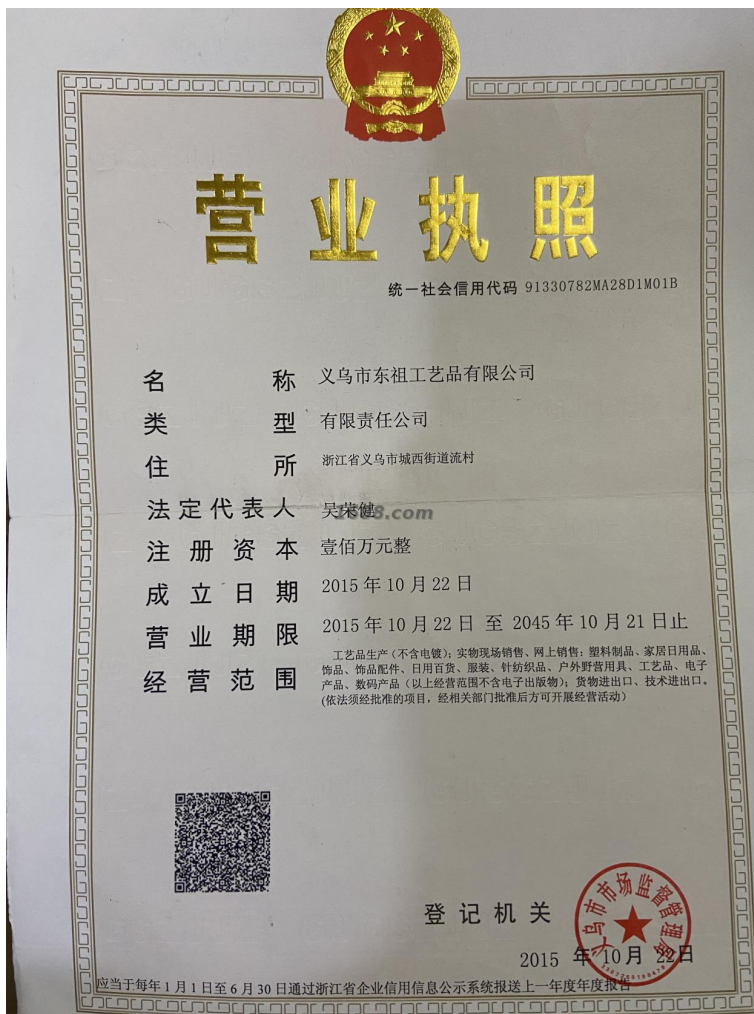 营业执照
统一社会信用代码 91330782MA28D1M01B
名称 义乌市东祖工艺品有限公司
类型 有限责任公司
住所 浙江省义乌市城西街道流村
法定代表人 吴荣健
注册资本 壹佰万元整
成立日期 2015年10月22日
营业期限 2015年10月22日至2045年10月21日止
经营范围 工艺品生产(不含电镀);实物现场销售、网上销售:塑料制品、家居日用品、
饰品、饰品配件、日用百货、服装、针纺织品、户外野营用具、工艺品、电子
产品、数码产品(以上经营范围不含电子出版物);货物进出口、技术进出口。
(依法须经批准的项目,经相关部门批准后方可开展经营活动)
登记机关
义乌市市场监督管理局
2015年10月22日
应当于每年1月1日至6月30日通过浙江省企业信用信息公示系统报送上一年度年度报告